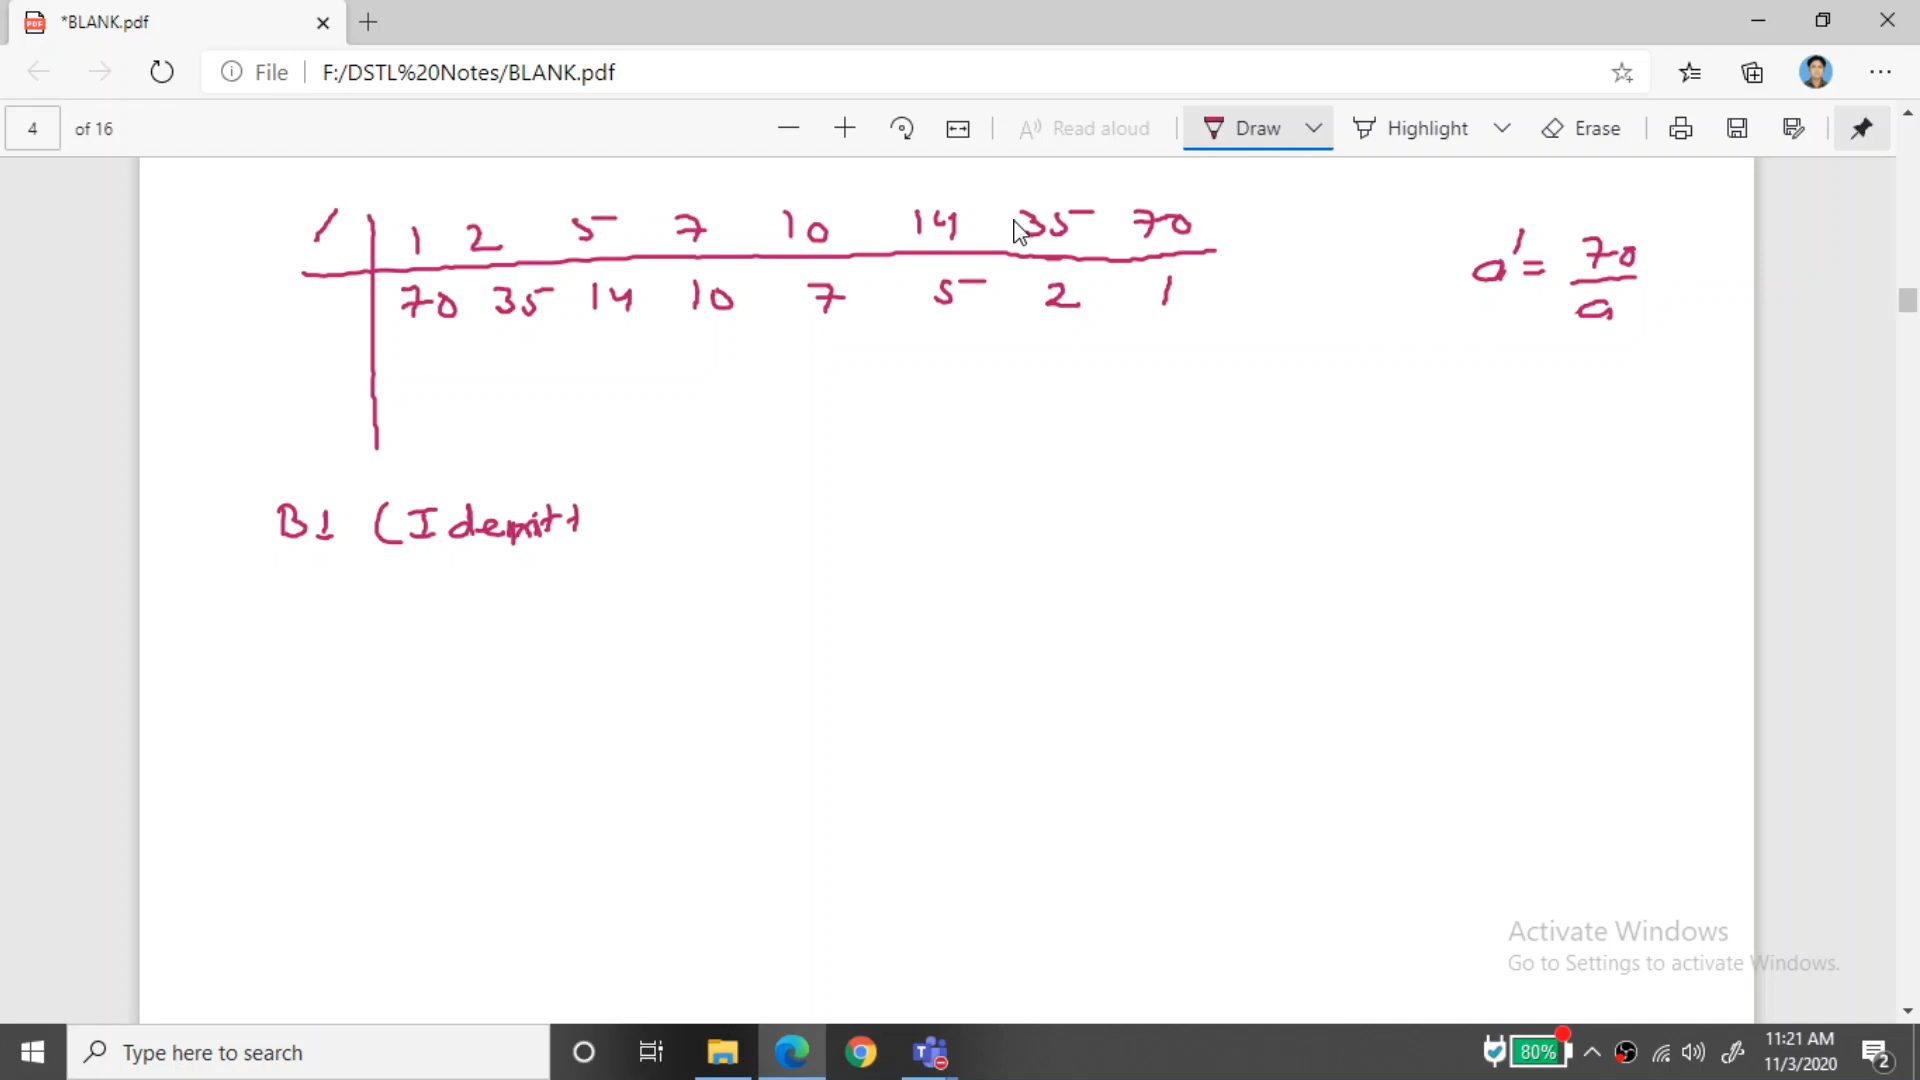 *BLANK.pdf
File F:/DSTL%20Notes/BLANK.pdf
4 of 16 Read aloud Draw Highlight Erase
/ 1 2 5 7 10 14 35 70
70 35 14 10 7 5 2 1
a' = 70/a
B1 (Identit
Activate Windows
Go to Settings to activate Windows.
Type here to search
80% 11:21 AM
11/3/2020
2